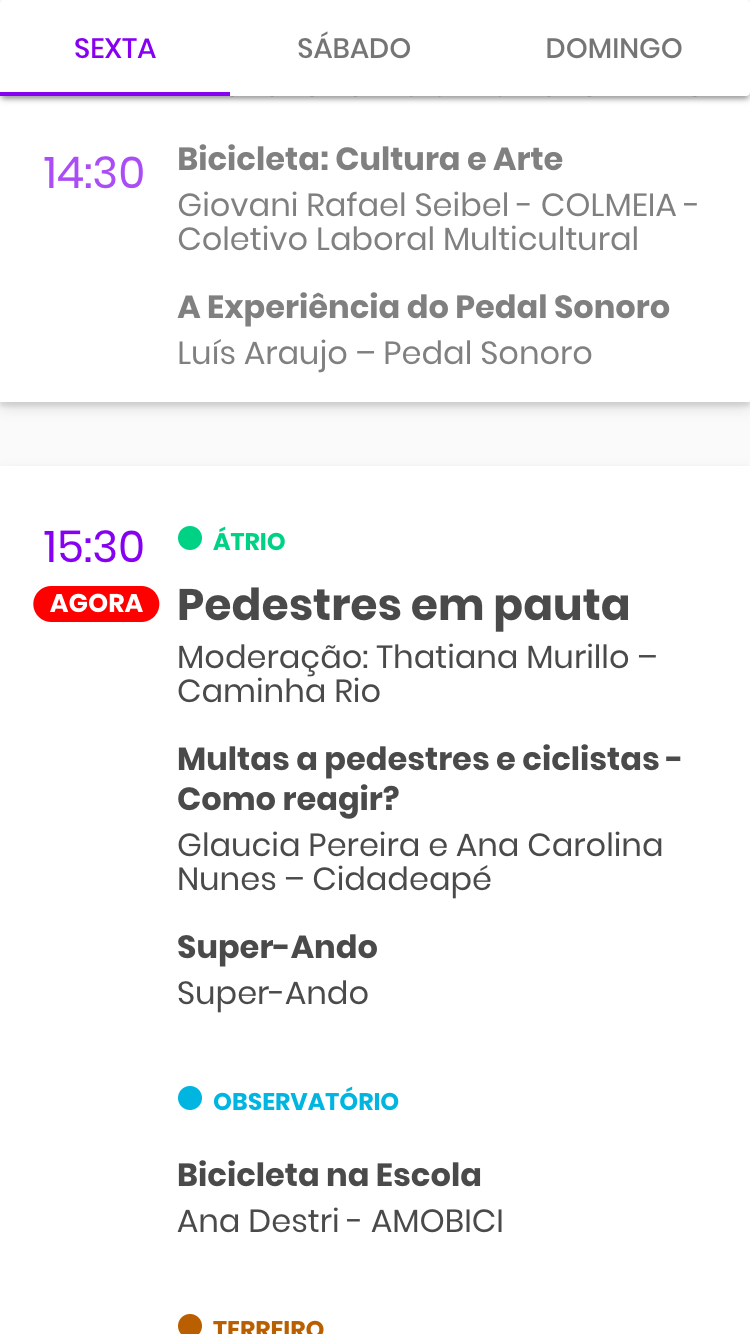 SEXTA SÁBADO DOMINGO
14:30 Bicicleta: Cultura e Arte
Giovani Rafael Seibel - COLMEIA -
Coletivo Laboral Multicultural
A Experiência do Pedal Sonoro
Luís Araujo – Pedal Sonoro
15:30 ÁTRIO
AGORA Pedestres em pauta
Moderação: Thatiana Murillo –
Caminha Rio
Multas a pedestres e ciclistas -
Como reagir?
Glaucia Pereira e Ana Carolina
Nunes – Cidadeapé
Super-Ando
Super-Ando
OBSERVATÓRIO
Bicicleta na Escola
Ana Destri - AMOBICI
TERREIRO